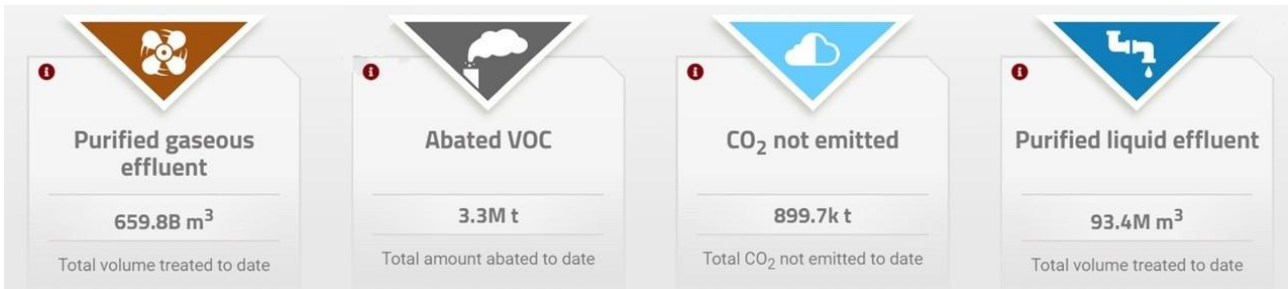 Purified gaseous
effluent
659.8B m³
Total volume treated to date
Abated VOC
3.3M t
Total amount abated to date
CO₂ not emitted
899.7k t
Total CO₂ not emitted to date
Purified liquid effluent
93.4M m³
Total volume treated to date